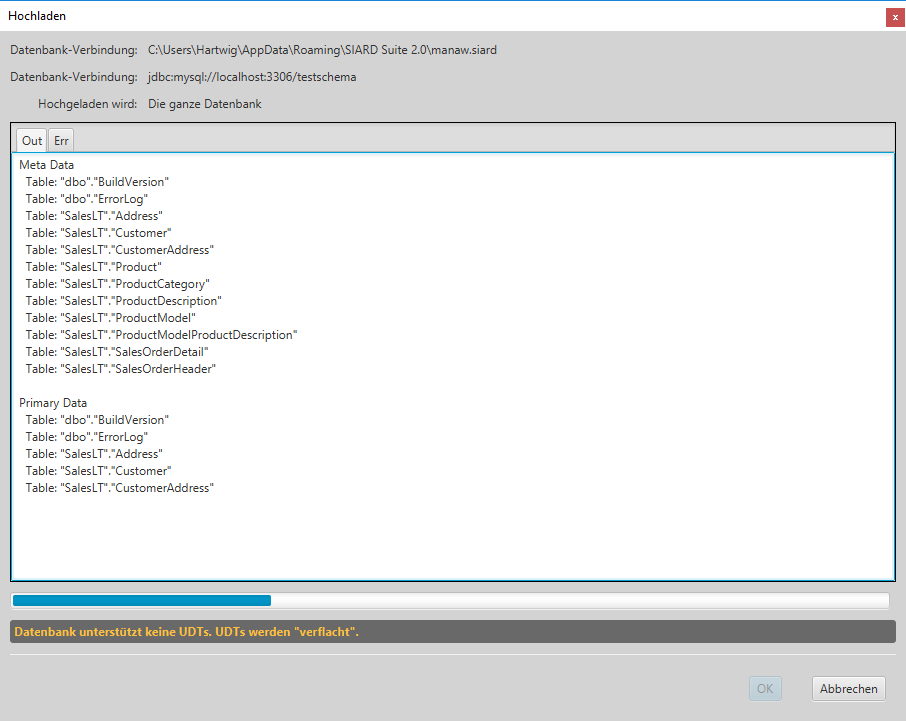 Hochladen
x
Datenbank-Verbindung: C:\Users\Hartwig\AppData\Roaming\SIARD Suite 2.0\manaw.siard
Datenbank-Verbindung: jdbc:mysql://localhost:3306/testschema
Hochgeladen wird: Die ganze Datenbank
Out Err
Meta Data
Table: "dbo"."BuildVersion"
Table: "dbo"."ErrorLog"
Table: "SalesLT"."Address"
Table: "SalesLT"."Customer"
Table: "SalesLT"."CustomerAddress"
Table: "SalesLT"."Product"
Table: "SalesLT"."ProductCategory"
Table: "SalesLT"."ProductDescription"
Table: "SalesLT"."ProductModel"
Table: "SalesLT"."ProductModelProductDescription"
Table: "SalesLT"."SalesOrderDetail"
Table: "SalesLT"."SalesOrderHeader"
Primary Data
Table: "dbo"."BuildVersion"
Table: "dbo"."ErrorLog"
Table: "SalesLT"."Address"
Table: "SalesLT"."Customer"
Table: "SalesLT"."CustomerAddress"
Datenbank unterstützt keine UDTs. UDTs werden "verflacht".
OK Abbrechen